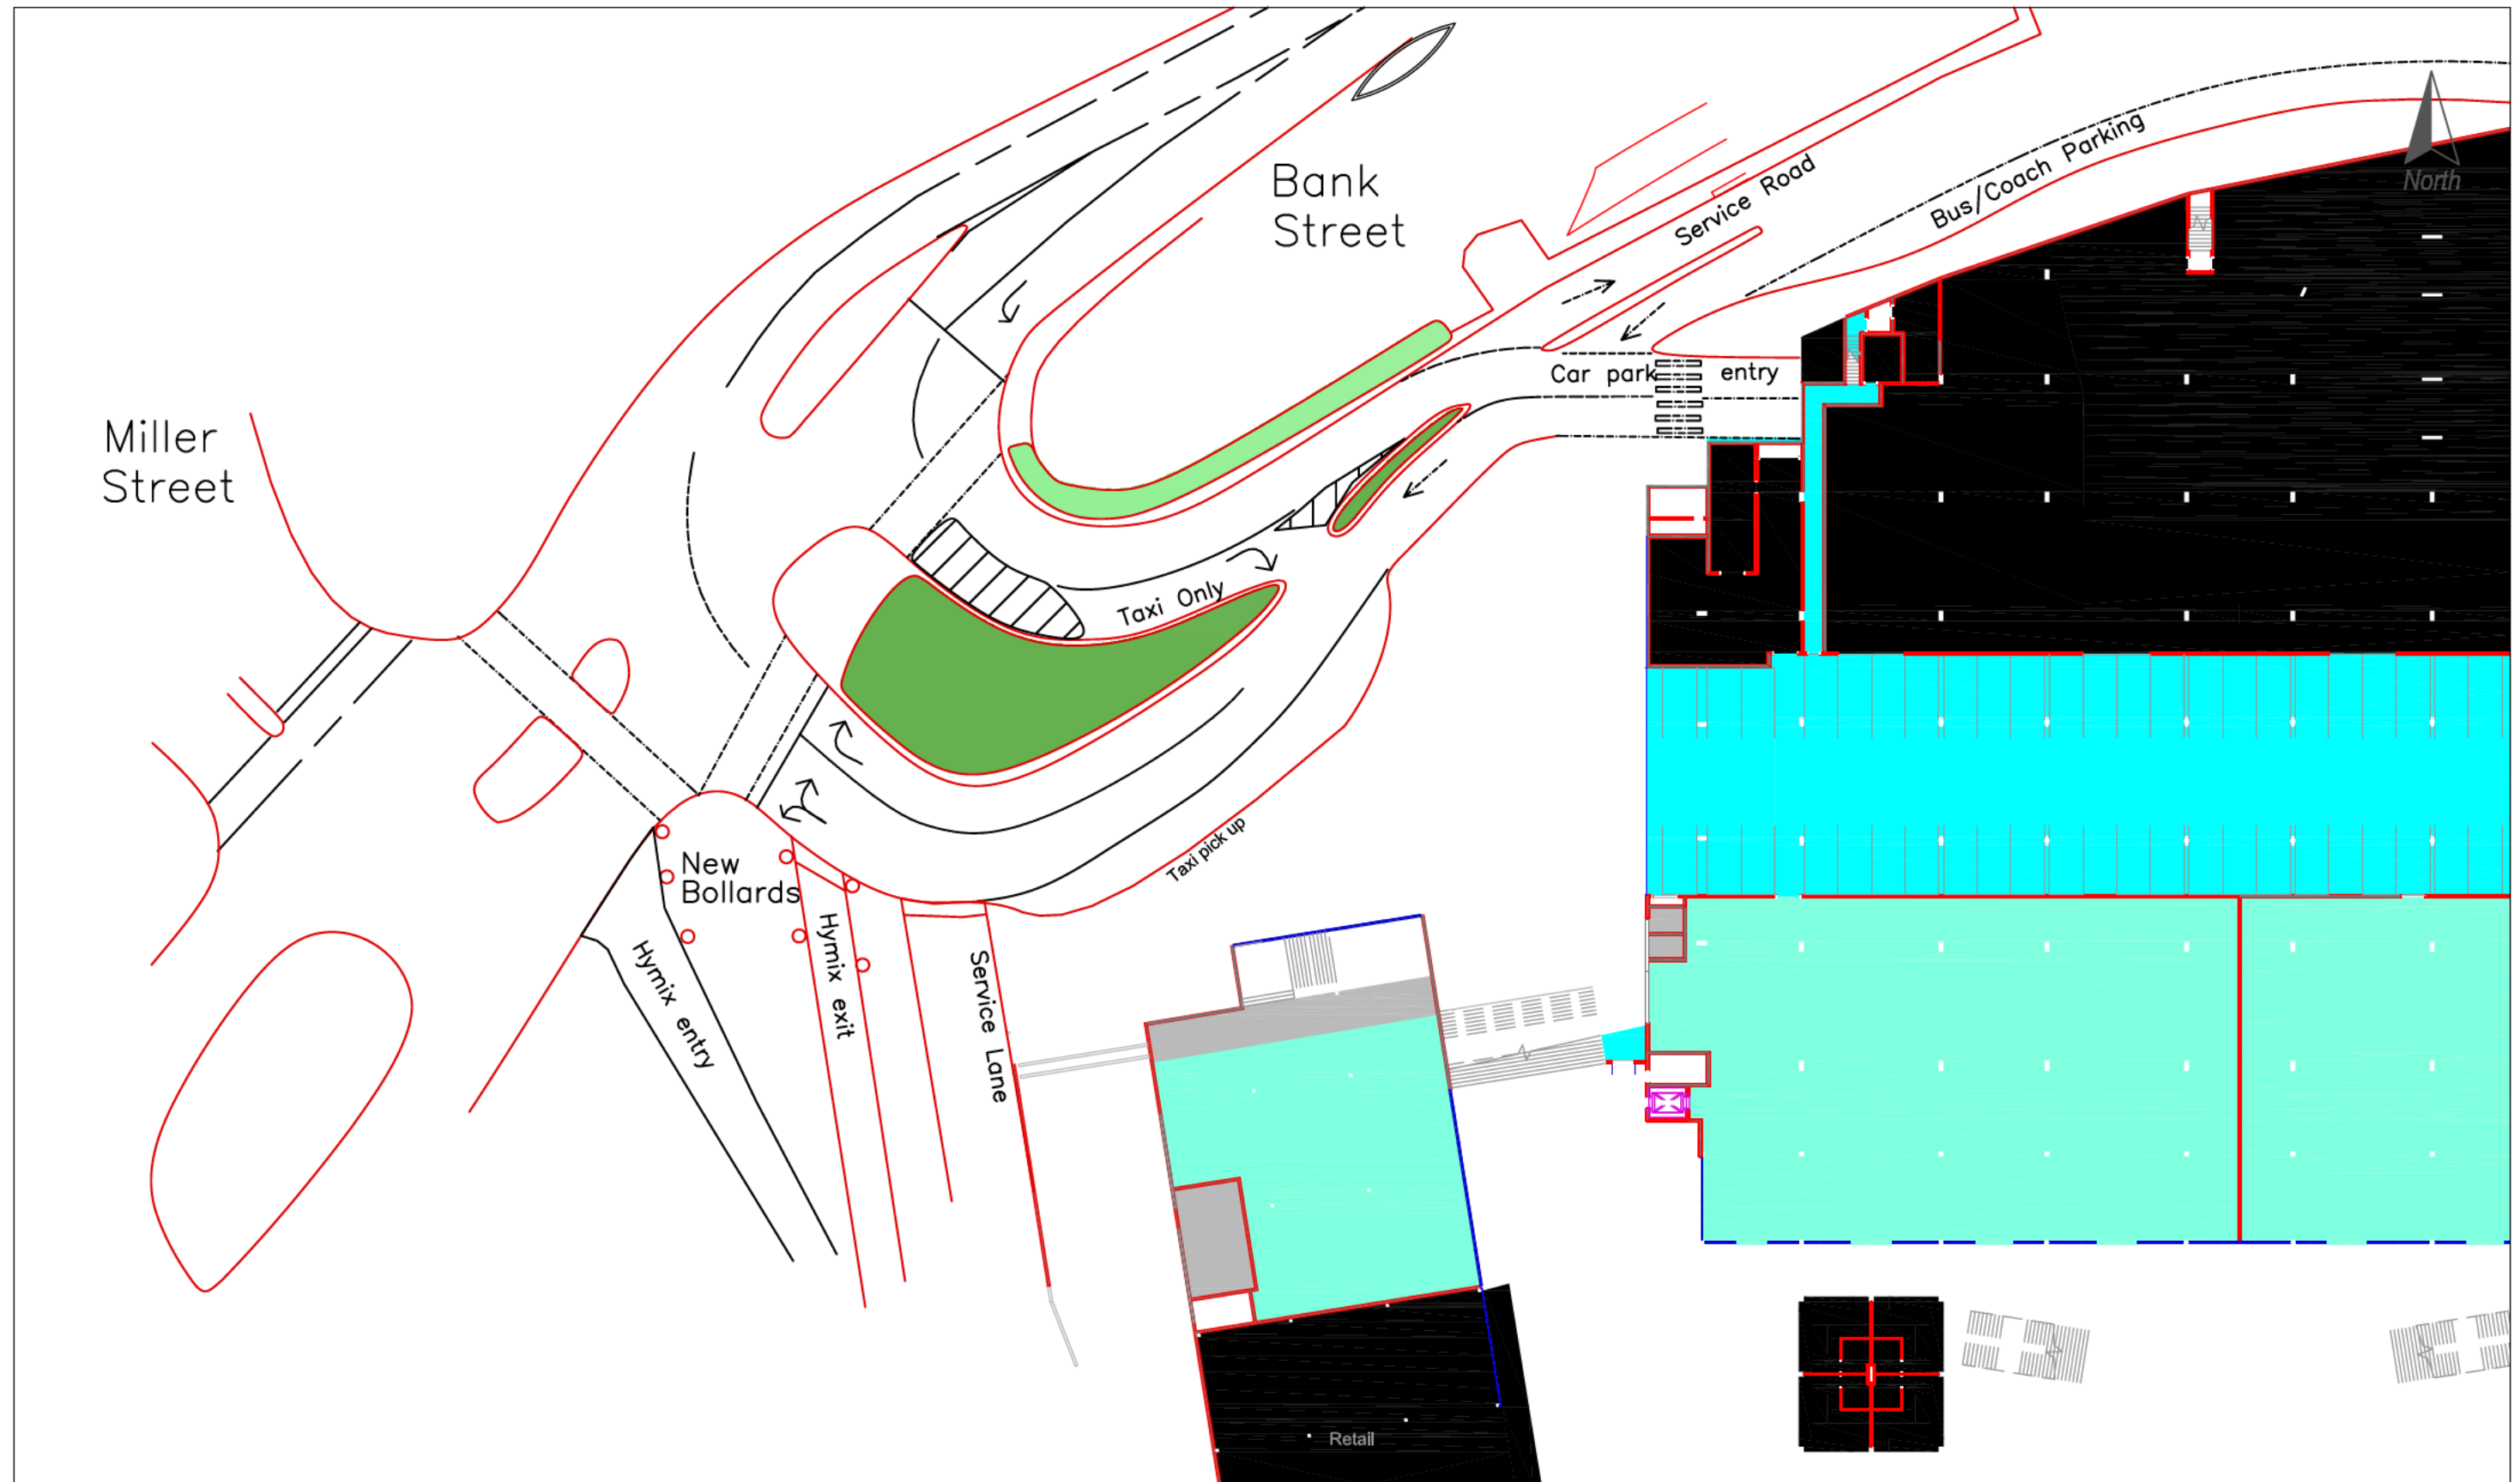 Bank
Street
Service Road
Bus/Coach Parking
North
Car park entry
Miller
Street
Taxi Only
Taxi pick up
New
Bollards
Hymix entry
Hymix exit
Service Lane
Retail